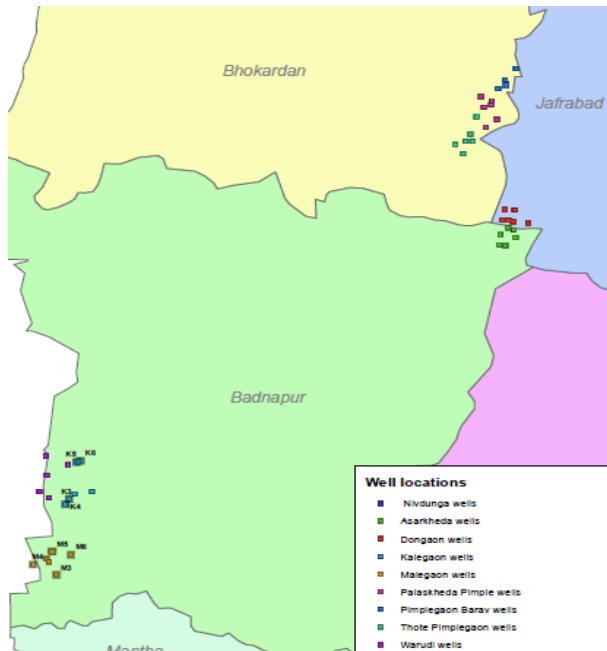 Bhokardan
Jafrabad
Badnapur
K5 K6
K3
K4
M5 M6
M4
M3
Mantha
Well locations
Nivdunga wells
Asarkheda wells
Dongaon wells
Kalegaon wells
Malegaon wells
Palaskheda Pimple wells
Pimplegaon Barav wells
Thote Pimplegaon wells
Warudi wells